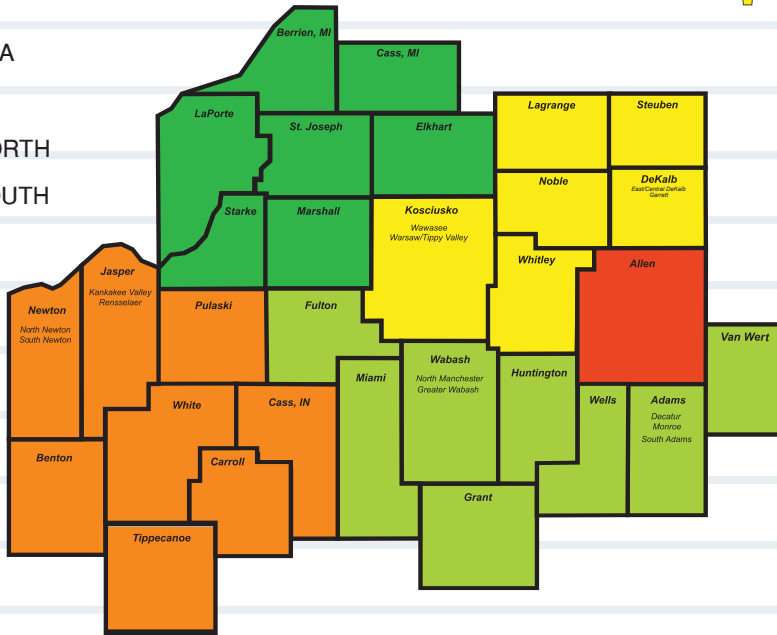 Berrien, MI
Cass, MI
A
LaPorte
Lagrange
Steuben
St. Joseph
Elkhart
ORTH
Noble
DeKalb
East/Central DeKalb
Garrett
OUTH
Starke
Marshall
Kosciusko
Wawasee
Warsaw/Tippy Valley
Whitley
Allen
Jasper
Kankakee Valley
Rensselaer
Newton
North Newton
South Newton
Pulaski
Fulton
Van Wert
Wabash
North Manchester
Greater Wabash
Miami
Huntington
White
Cass, IN
Wells
Adams
Decatur
Monroe
South Adams
Benton
Carroll
Grant
Tippecanoe